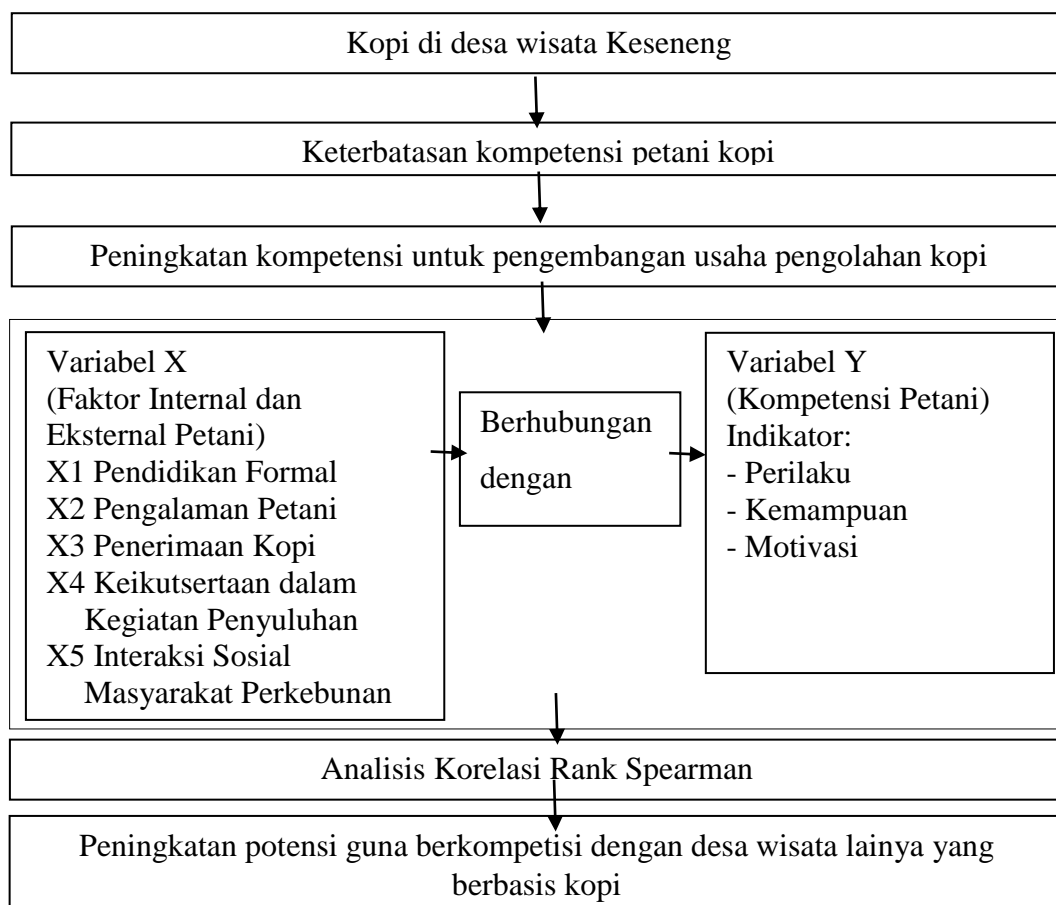 Kopi di desa wisata Keseneng
Keterbatasan kompetensi petani kopi
Peningkatan kompetensi untuk pengembangan usaha pengolahan kopi
Variabel X
(Faktor Internal dan
Eksternal Petani)
X1 Pendidikan Formal
X2 Pengalaman Petani
X3 Penerimaan Kopi
X4 Keikutsertaan dalam
Kegiatan Penyuluhan
X5 Interaksi Sosial
Masyarakat Perkebunan
Berhubungan
dengan
Variabel Y
(Kompetensi Petani)
Indikator:
- Perilaku
- Kemampuan
- Motivasi
Analisis Korelasi Rank Spearman
Peningkatan potensi guna berkompetisi dengan desa wisata lainya yang
berbasis kopi